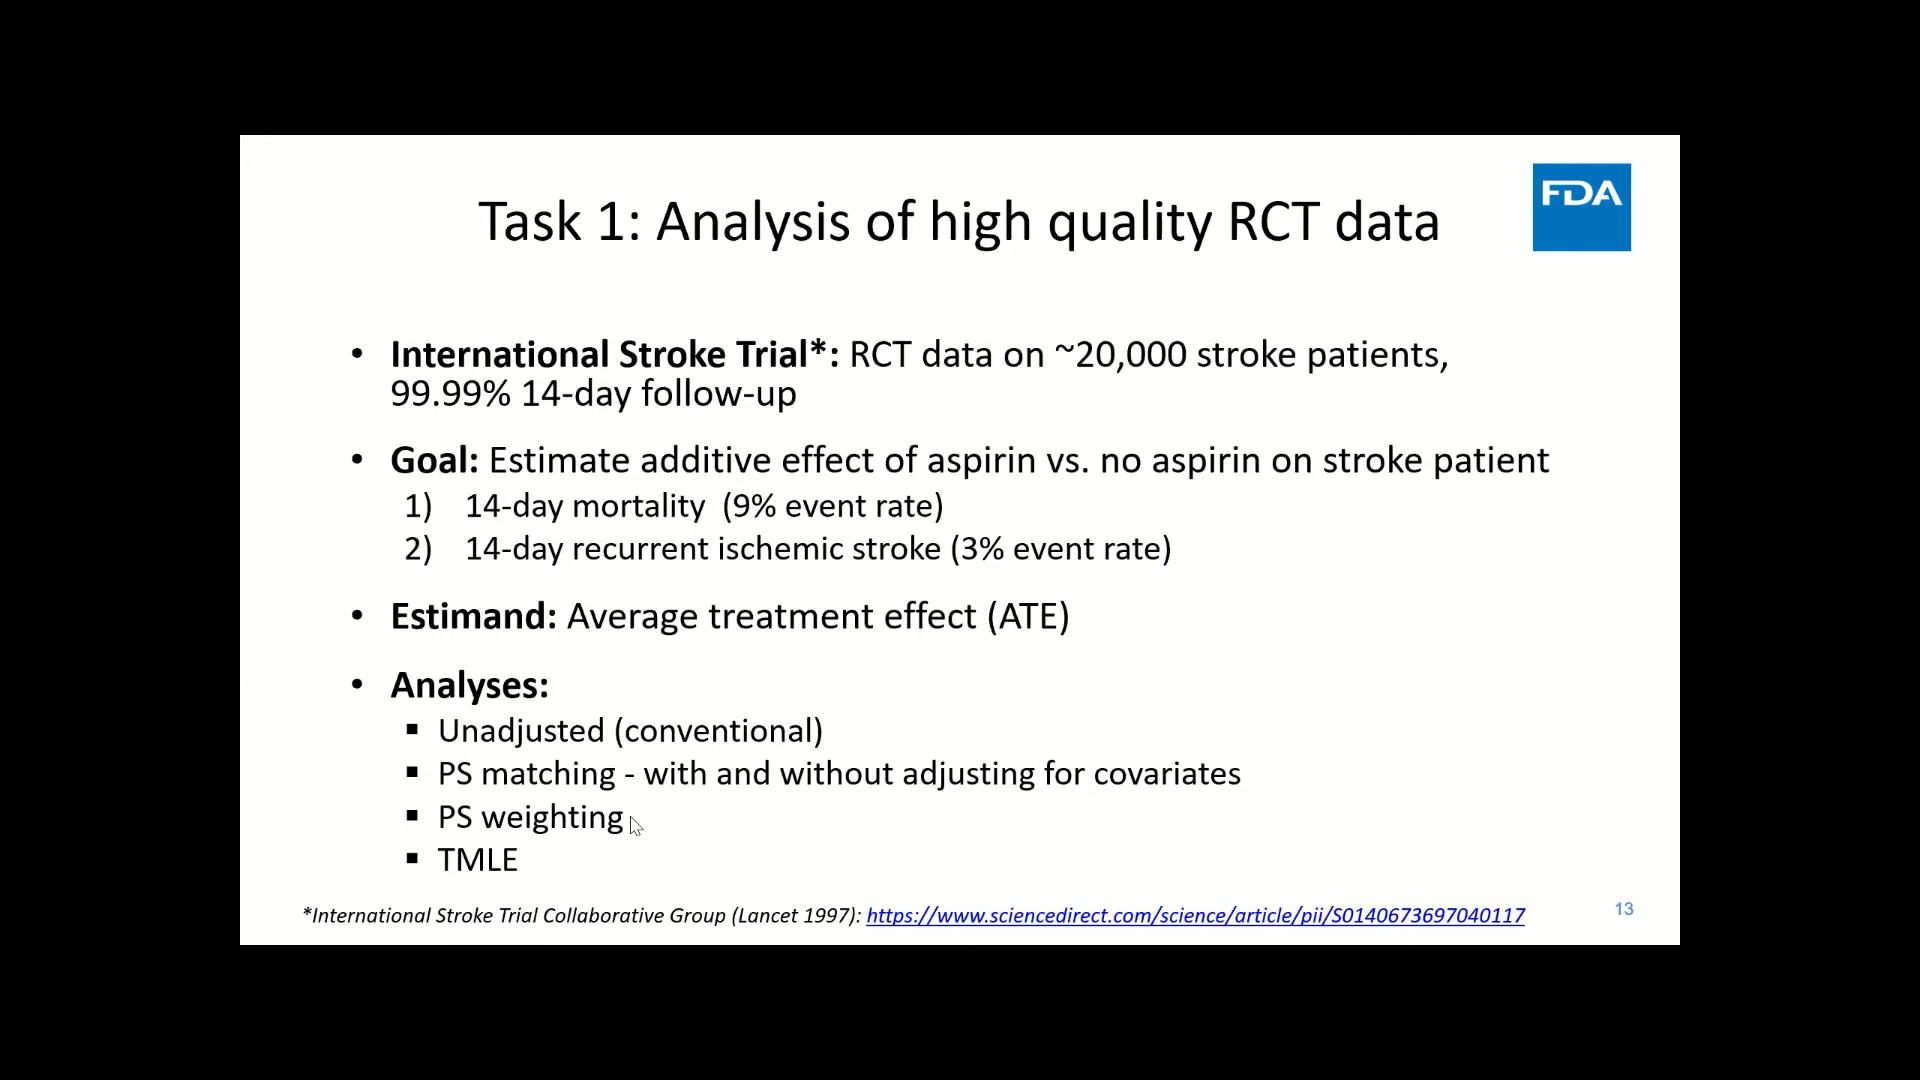 FDA
Task 1: Analysis of high quality RCT data
• International Stroke Trial*: RCT data on ~20,000 stroke patients,
99.99% 14-day follow-up
• Goal: Estimate additive effect of aspirin vs. no aspirin on stroke patient
1) 14-day mortality (9% event rate)
2) 14-day recurrent ischemic stroke (3% event rate)
• Estimand: Average treatment effect (ATE)
• Analyses:
▪ Unadjusted (conventional)
▪ PS matching - with and without adjusting for covariates
▪ PS weighting
▪ TMLE
*International Stroke Trial Collaborative Group (Lancet 1997): https://www.sciencedirect.com/science/article/pii/S0140673697040117
13